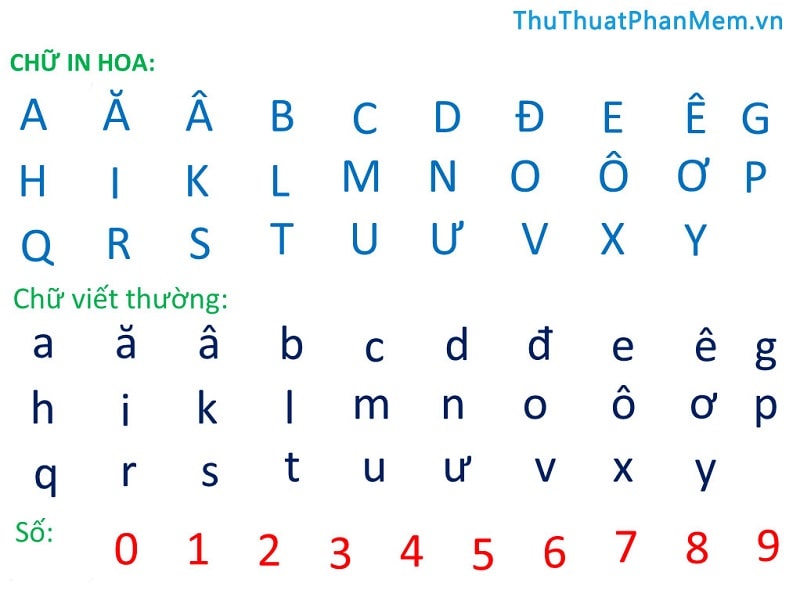 ThuThuatPhanMem.vn
CHỮ IN HOA:
A Ă Â B C D Đ E Ê G
H I K L M N O Ô Ơ P
Q R S T U Ư V X Y
Chữ viết thường:
a ă â b c d đ e ê g
h i k l m n o ô ơ p
q r s t u ư v x y
Số: 0 1 2 3 4 5 6 7 8 9